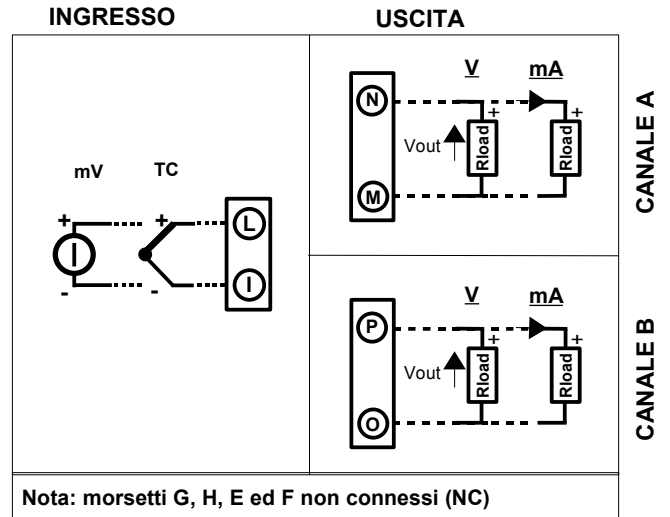 INGRESSO
USCITA
mV
TC
+
-
+
-
L
I
N
M
V
mA
Vout
+
Rload
+
Rload
CANALE A
P
O
V
mA
Vout
+
Rload
+
Rload
CANALE B
Nota: morsetti G, H, E ed F non connessi (NC)